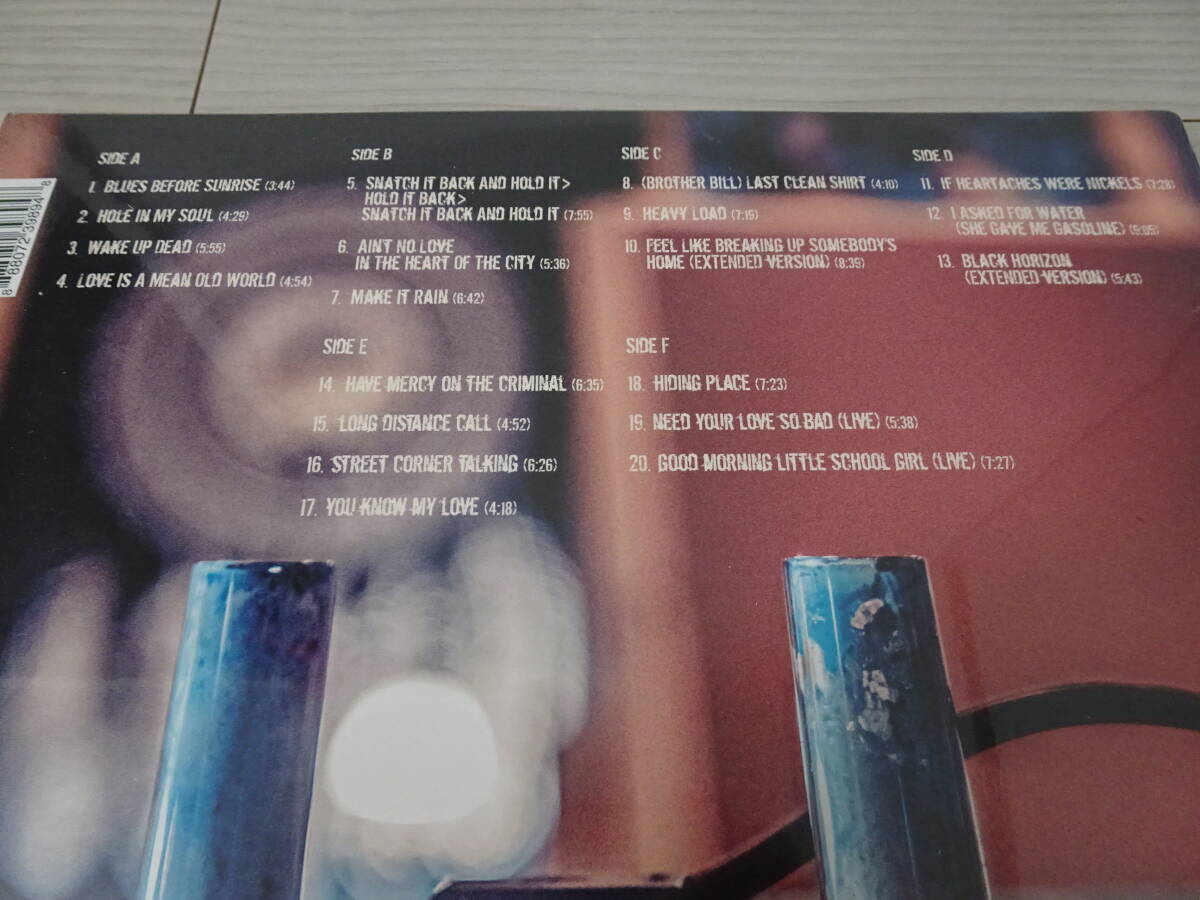 SIDE A
1. BLUES BEFORE SUNRISE (3:44)
2. HOLE IN MY SOUL (4:29)
3. WAKE UP DEAD (5:55)
4. LOVE IS A MEAN OLD WORLD (4:54)
SIDE B
5. SNATCH IT BACK AND HOLD IT>
HOLD IT BACK>
SNATCH IT BACK AND HOLD IT (7:55)
6. AIN'T NO LOVE
IN THE HEART OF THE CITY (5:36)
7. MAKE IT RAIN (6:42)
SIDE C
8. (BROTHER BILL) LAST CLEAN SHIRT (4:10)
9. HEAVY LOAD (7:19)
10. FEEL LIKE BREAKING UP SOMEBODY'S
HOME (EXTENDED VERSION) (8:39)
SIDE D
11. IF HEARTACHES WERE NICKELS (7:28)
12. I ASKED FOR WATER
(SHE GAVE ME GASOLINE) (9:05)
13. BLACK HORIZON
(EXTENDED VERSION) (5:43)
SIDE E
14. HAVE MERCY ON THE CRIMINAL (6:35)
15. LONG DISTANCE CALL (4:52)
16. STREET CORNER TALKING (6:26)
17. YOU KNOW MY LOVE (4:18)
SIDE F
18. HIDING PLACE (7:23)
19. NEED YOUR LOVE SO BAD (LIVE) (5:38)
20. GOOD MORNING LITTLE SCHOOL GIRL (LIVE) (7:27)
8 88072 39894 8